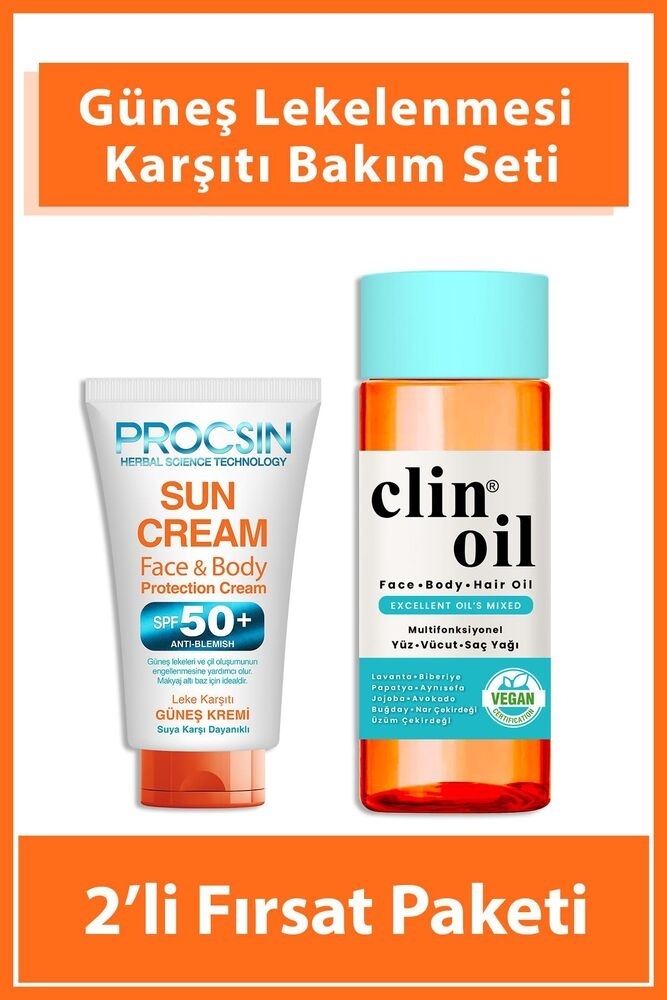 Güneş Lekelenmesi
Karşıtı Bakım Seti
PROCSIN
HERBAL SCIENCE TECHNOLOGY
SUN
CREAM
Face & Body
Protection Cream
SPF 50+
ANTI-BLEMISH
Güneş lekeleri ve çil oluşumunun
engellenmesine yardımcı olur.
Makyaj altı baz için idealdir.
Leke Karşıtı
GÜNEŞ KREMİ
Suya Karşı Dayanıklı
clin®
oil
Face•Body•Hair Oil
EXCELLENT OIL'S MIXED
Multifonksiyonel
Yüz•Vücut•Saç Yağı
Lavanta•Biberiye
Papatya•Aynısefa
Jojoba•Avokado
Buğday•Nar Çekirdeği
Üzüm Çekirdeği
VEGAN
CERTIFICATION
2'li Fırsat Paketi